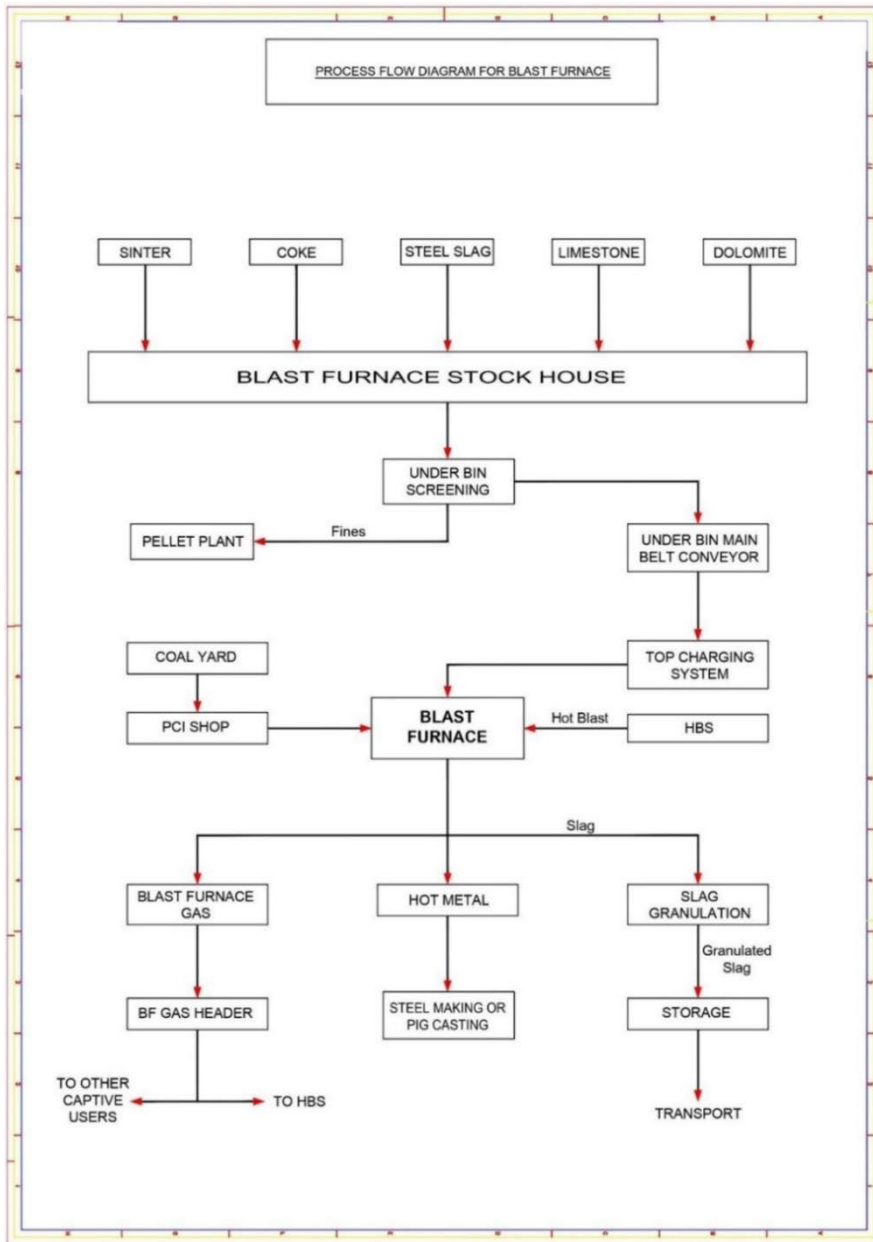 PROCESS FLOW DIAGRAM FOR BLAST FURNACE
SINTER
COKE
STEEL SLAG
LIMESTONE
DOLOMITE
BLAST FURNACE STOCK HOUSE
UNDER BIN
SCREENING
Fines
PELLET PLANT
UNDER BIN MAIN
BELT CONVEYOR
COAL YARD
TOP CHARGING
SYSTEM
PCI SHOP
BLAST
FURNACE
Hot Blast
HBS
Slag
BLAST FURNACE
GAS
HOT METAL
SLAG
GRANULATION
Granulated
Slag
BF GAS HEADER
STEEL MAKING OR
PIG CASTING
STORAGE
TO OTHER
CAPTIVE
USERS
TO HBS
TRANSPORT